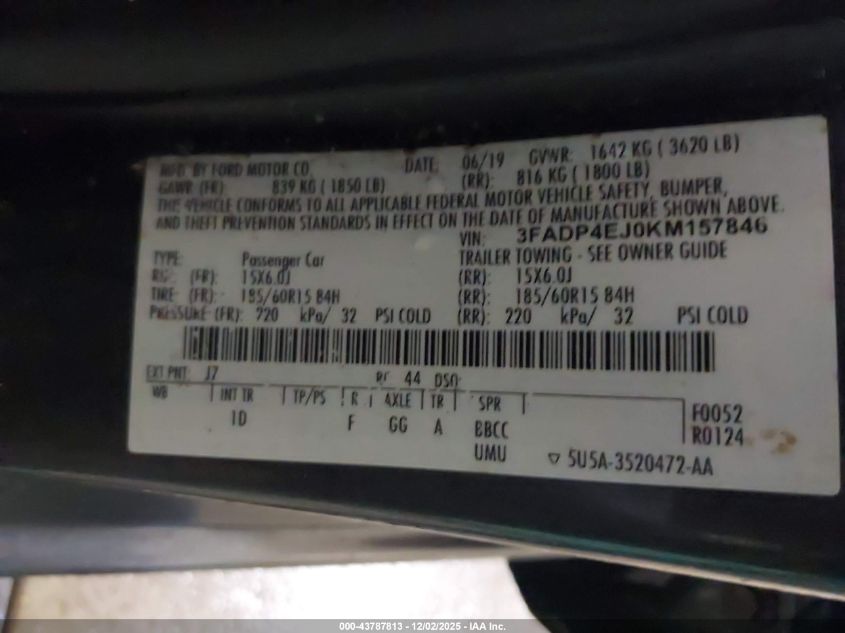 MFD. BY FORD MOTOR CO. DATE: 06/19 GVWR: 1642 KG ( 3620 LB)
GAWR (FR): 839 KG ( 1850 LB) (RR): 816 KG ( 1800 LB)
THIS VEHICLE CONFORMS TO ALL APPLICABLE FEDERAL MOTOR VEHICLE SAFETY, BUMPER,
AND THEFT PREVENTION STANDARDS IN EFFECT ON THE DATE OF MANUFACTURE SHOWN ABOVE.
VIN: 3FADP4EJ0KM157846
TYPE: Passenger Car TRAILER TOWING - SEE OWNER GUIDE
RIM: (FR): 15X6.0J (RR): 15X6.0J
TIRE (FR): 185/60R15 84H (RR): 185/60R15 84H
PRESSURE (FR): 220 kPa/ 32 PSI COLD (RR): 220 kPa/ 32 PSI COLD
EXT PNT: J7 RC: 44 DSO:
WB INT TR TP/PS R AXLE TR SPR F0052
ID F GG A BBCC R0124
UMU ▽ 5U5A-3520472-AA
000-43787813 - 12/02/2025 - IAA Inc.